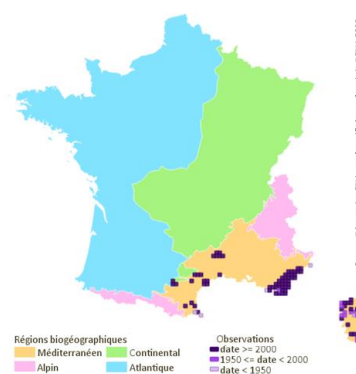 Régions biogéographiques
Méditerranéen
Continental
Alpin
Atlantique
Observations
date >= 2000
1950 <= date < 2000
date < 1950